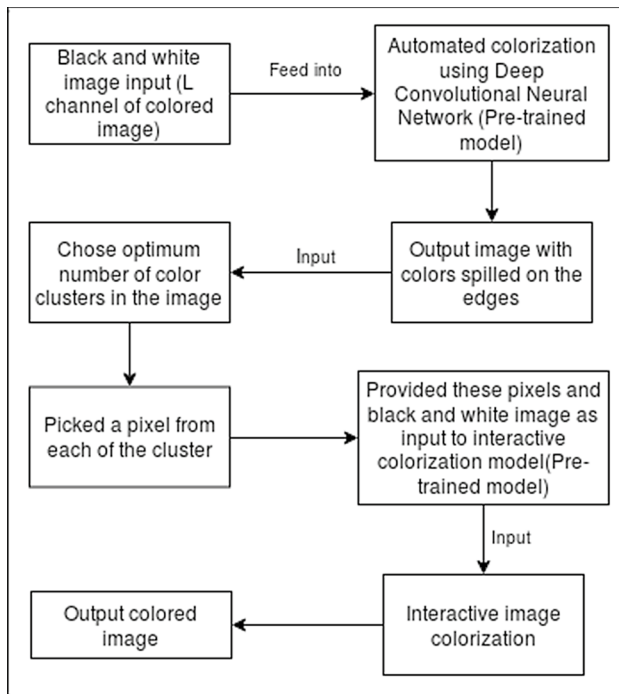 Black and white
image input (L
channel of colored
image)
Feed into
Automated colorization
using Deep
Convolutional Neural
Network (Pre-trained
model)
Output image with
colors spilled on the
edges
Input
Chose optimum
number of color
clusters in the image
Picked a pixel from
each of the cluster
Provided these pixels and
black and white image as
input to interactive
colorization model(Pre-
trained model)
Input
Interactive image
colorization
Output colored
image